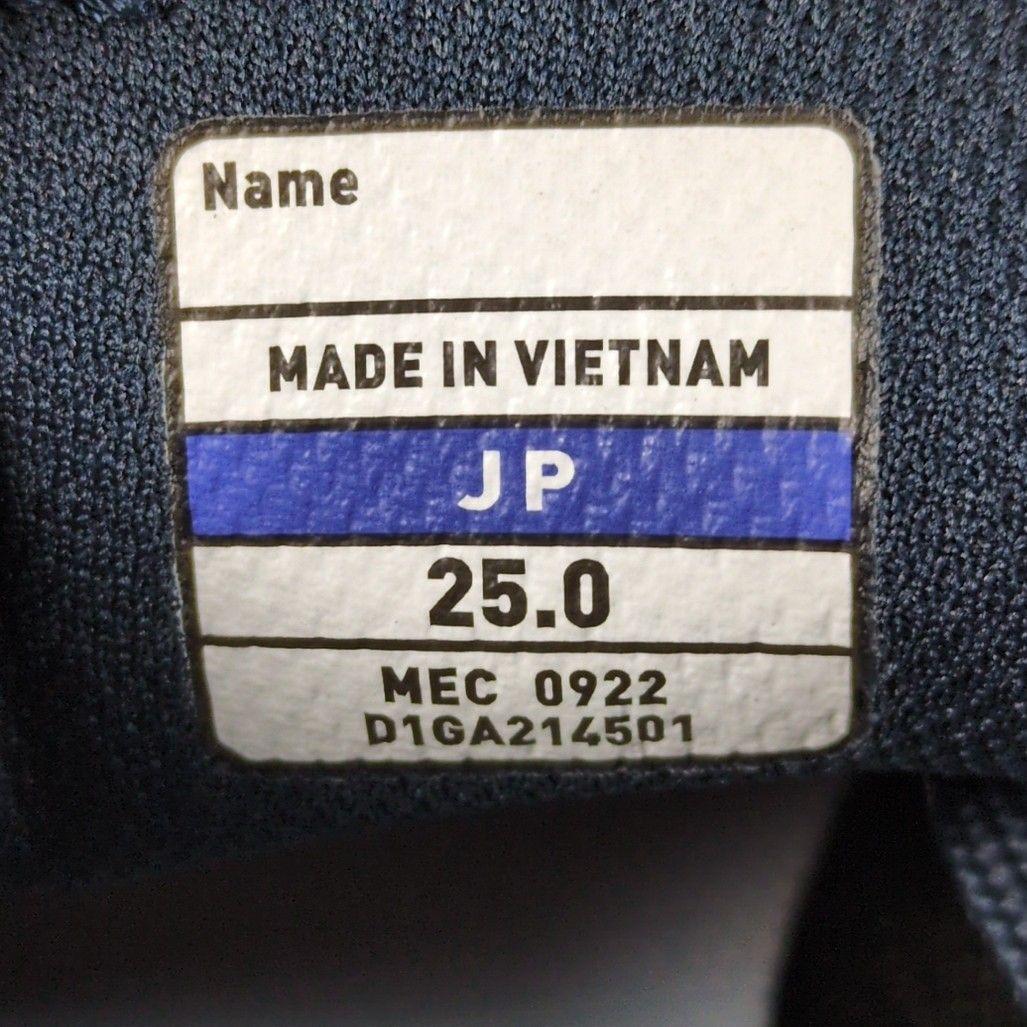 Name
MADE IN VIETNAM
JP
25.0
MEC 0922
D1GA214501